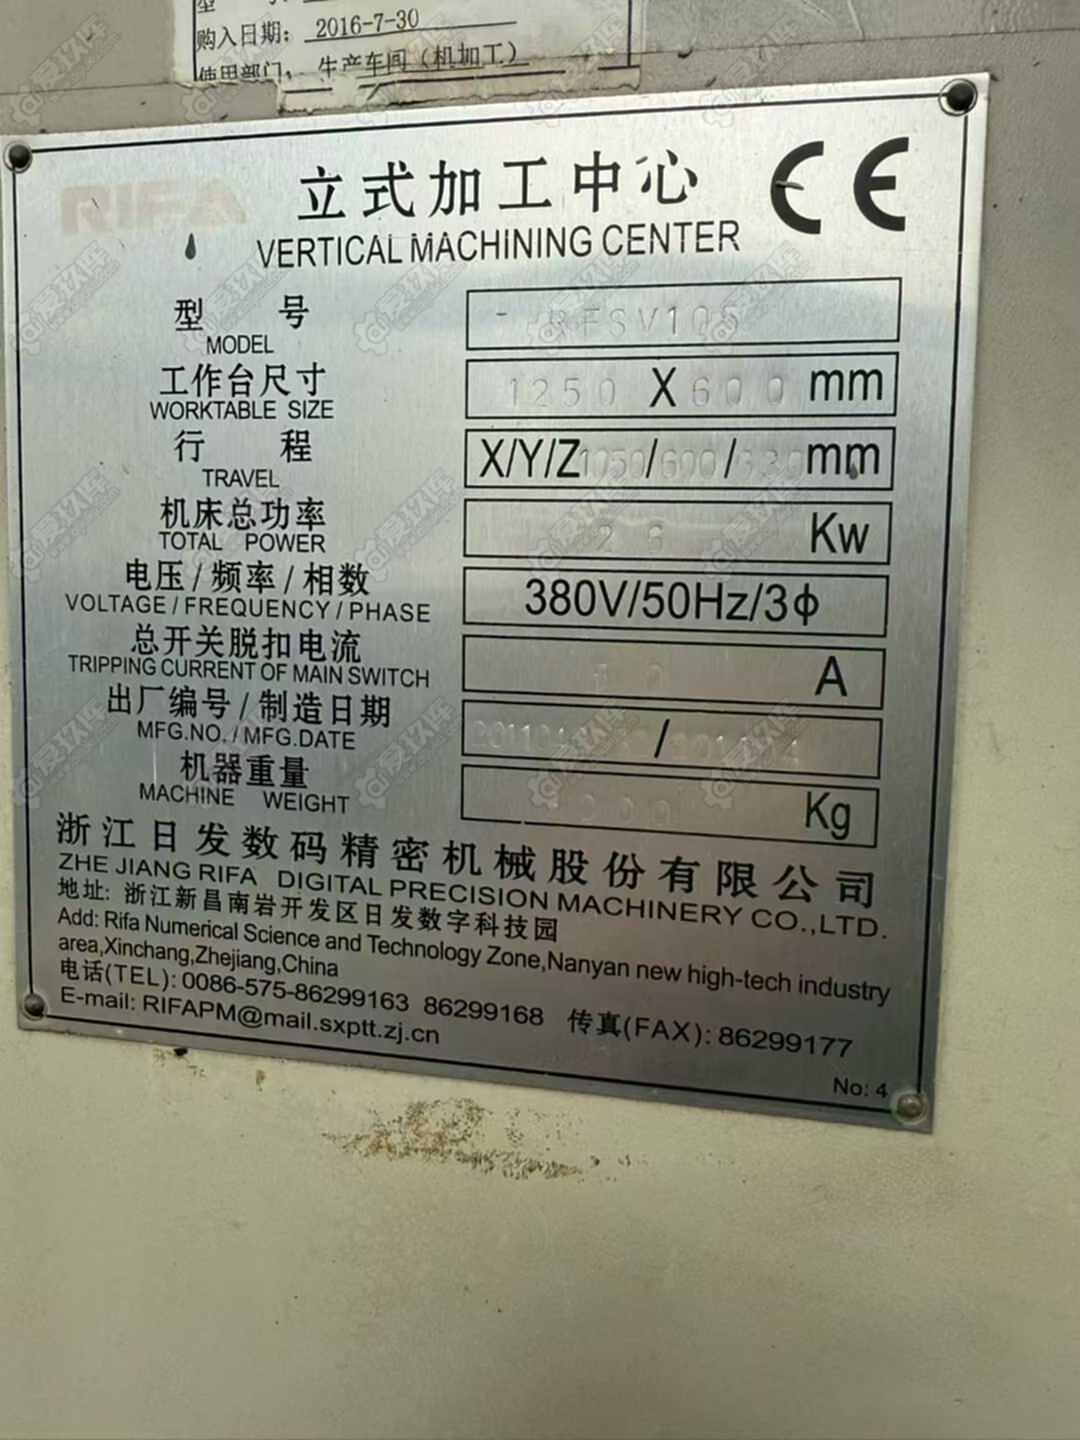 购入日期: 2016-7-30
使用部门: 生产车间（机加工）
RIFA 立式加工中心 CE
VERTICAL MACHINING CENTER
型 号 RFSV105
MODEL
工作台尺寸 1250 X 600 mm
WORKTABLE SIZE
行 程 X/Y/Z 1050/600/630 mm
TRAVEL
机床总功率 26 Kw
TOTAL POWER
电压/频率/相数 380V/50Hz/3ф
VOLTAGE/FREQUENCY/PHASE
总开关脱扣电流 A
TRIPPING CURRENT OF MAIN SWITCH
出厂编号/制造日期 /
MFG.NO./MFG.DATE
机器重量 Kg
MACHINE WEIGHT
浙江日发数码精密机械股份有限公司
ZHE JIANG RIFA DIGITAL PRECISION MACHINERY CO.,LTD.
地址: 浙江新昌南岩开发区日发数字科技园
Add: Rifa Numerical Science and Technology Zone,Nanyan new high-tech industry
area,Xinchang,Zhejiang,China
电话(TEL): 0086-575-86299163 86299168 传真(FAX): 86299177
E-mail: RIFAPM@mail.sxptt.zj.cn
No: 4